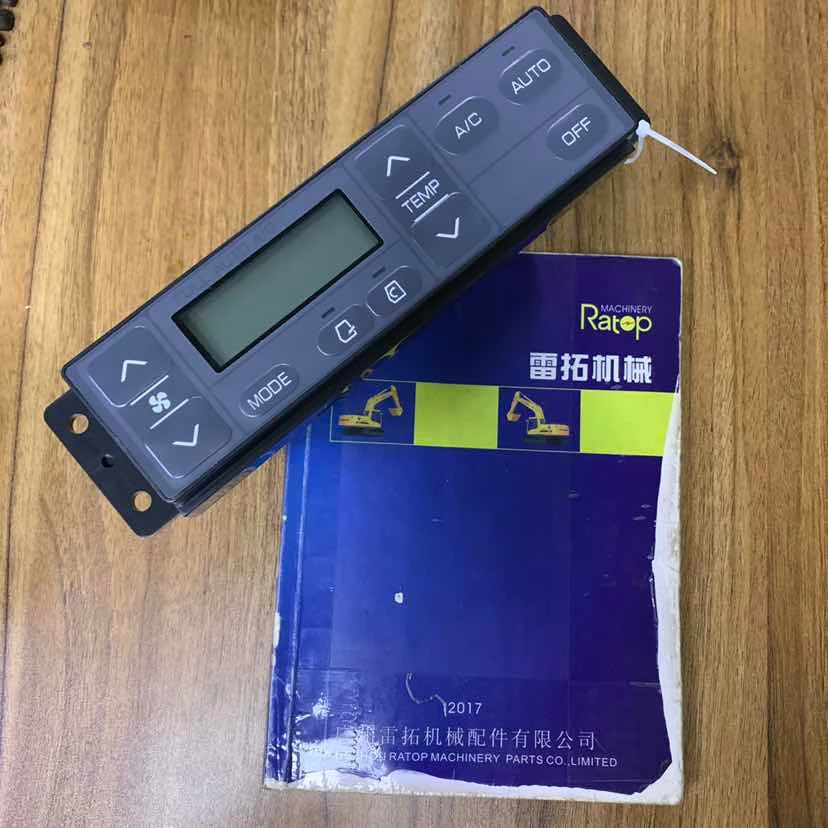 AUTO
A/C
OFF
TEMP
MODE
MACHINERY
Ratop
雷拓机械
2017
雷拓机械配件有限公司
RATOP MACHINERY PARTS CO.,LIMITED